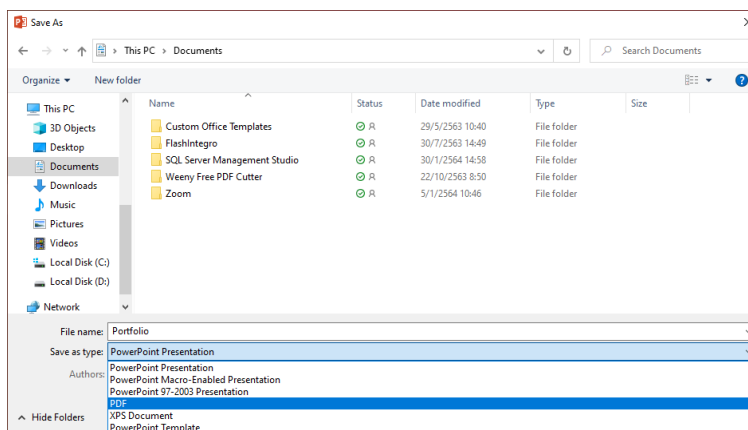 Save As
This PC > Documents
Search Documents
Organize
New folder
Name Status Date modified Type Size
This PC
3D Objects
Desktop
Documents
Downloads
Music
Pictures
Videos
Local Disk (C:)
Local Disk (D:)
Network
Custom Office Templates 29/5/2563 10:40 File folder
FlashIntegro 30/7/2563 14:49 File folder
SQL Server Management Studio 30/1/2564 14:58 File folder
Weeny Free PDF Cutter 22/10/2563 8:50 File folder
Zoom 5/1/2564 10:46 File folder
File name: Portfolio
Save as type: PowerPoint Presentation
Authors:
PowerPoint Presentation
PowerPoint Macro-Enabled Presentation
PowerPoint 97-2003 Presentation
PDF
XPS Document
PowerPoint Template
Hide Folders